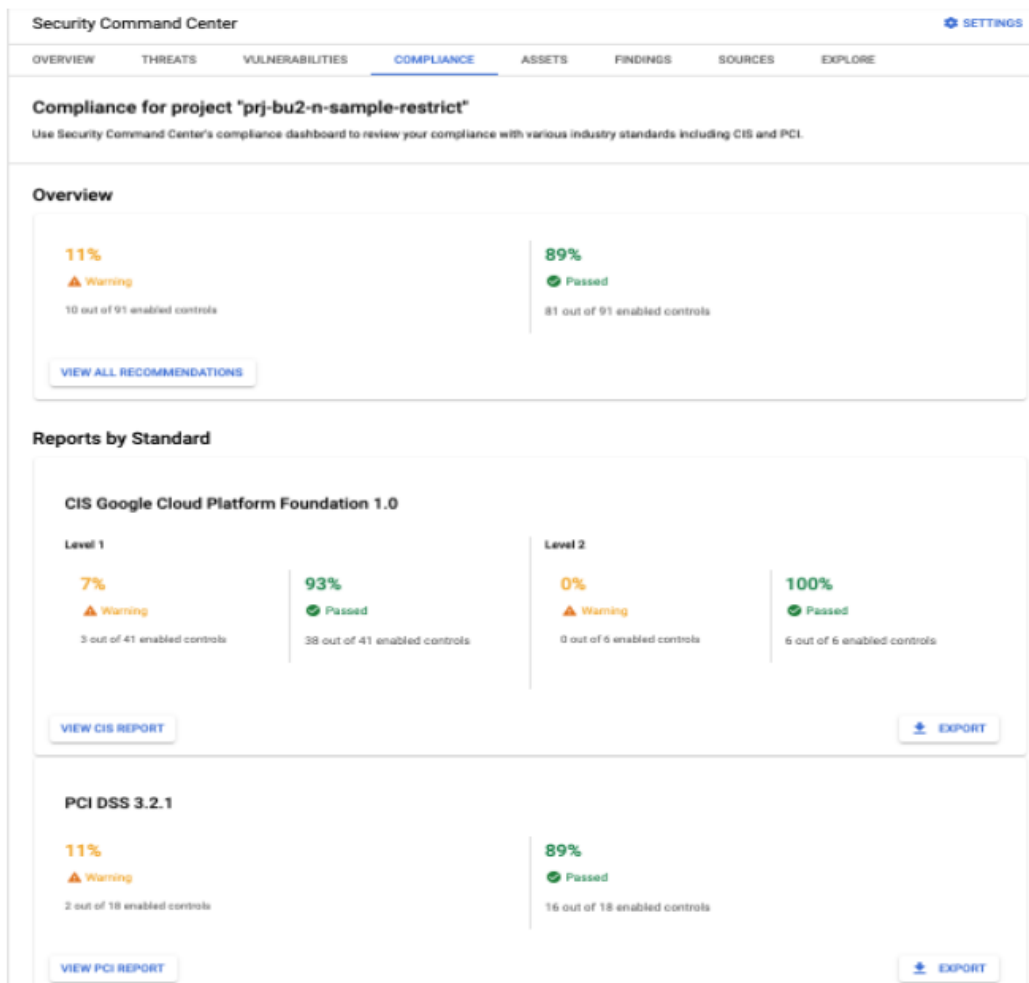 Security Command Center
SETTINGS
OVERVIEW THREATS VULNERABILITIES COMPLIANCE ASSETS FINDINGS SOURCES EXPLORE
Compliance for project "prj-bu2-n-sample-restrict"
Use Security Command Center's compliance dashboard to review your compliance with various industry standards including CIS and PCI.
Overview
11%
Warning
10 out of 91 enabled controls
89%
Passed
81 out of 91 enabled controls
VIEW ALL RECOMMENDATIONS
Reports by Standard
CIS Google Cloud Platform Foundation 1.0
Level 1
7%
Warning
3 out of 41 enabled controls
93%
Passed
38 out of 41 enabled controls
Level 2
0%
Warning
0 out of 6 enabled controls
100%
Passed
6 out of 6 enabled controls
VIEW CIS REPORT
EXPORT
PCI DSS 3.2.1
11%
Warning
2 out of 18 enabled controls
89%
Passed
16 out of 18 enabled controls
VIEW PCI REPORT
EXPORT